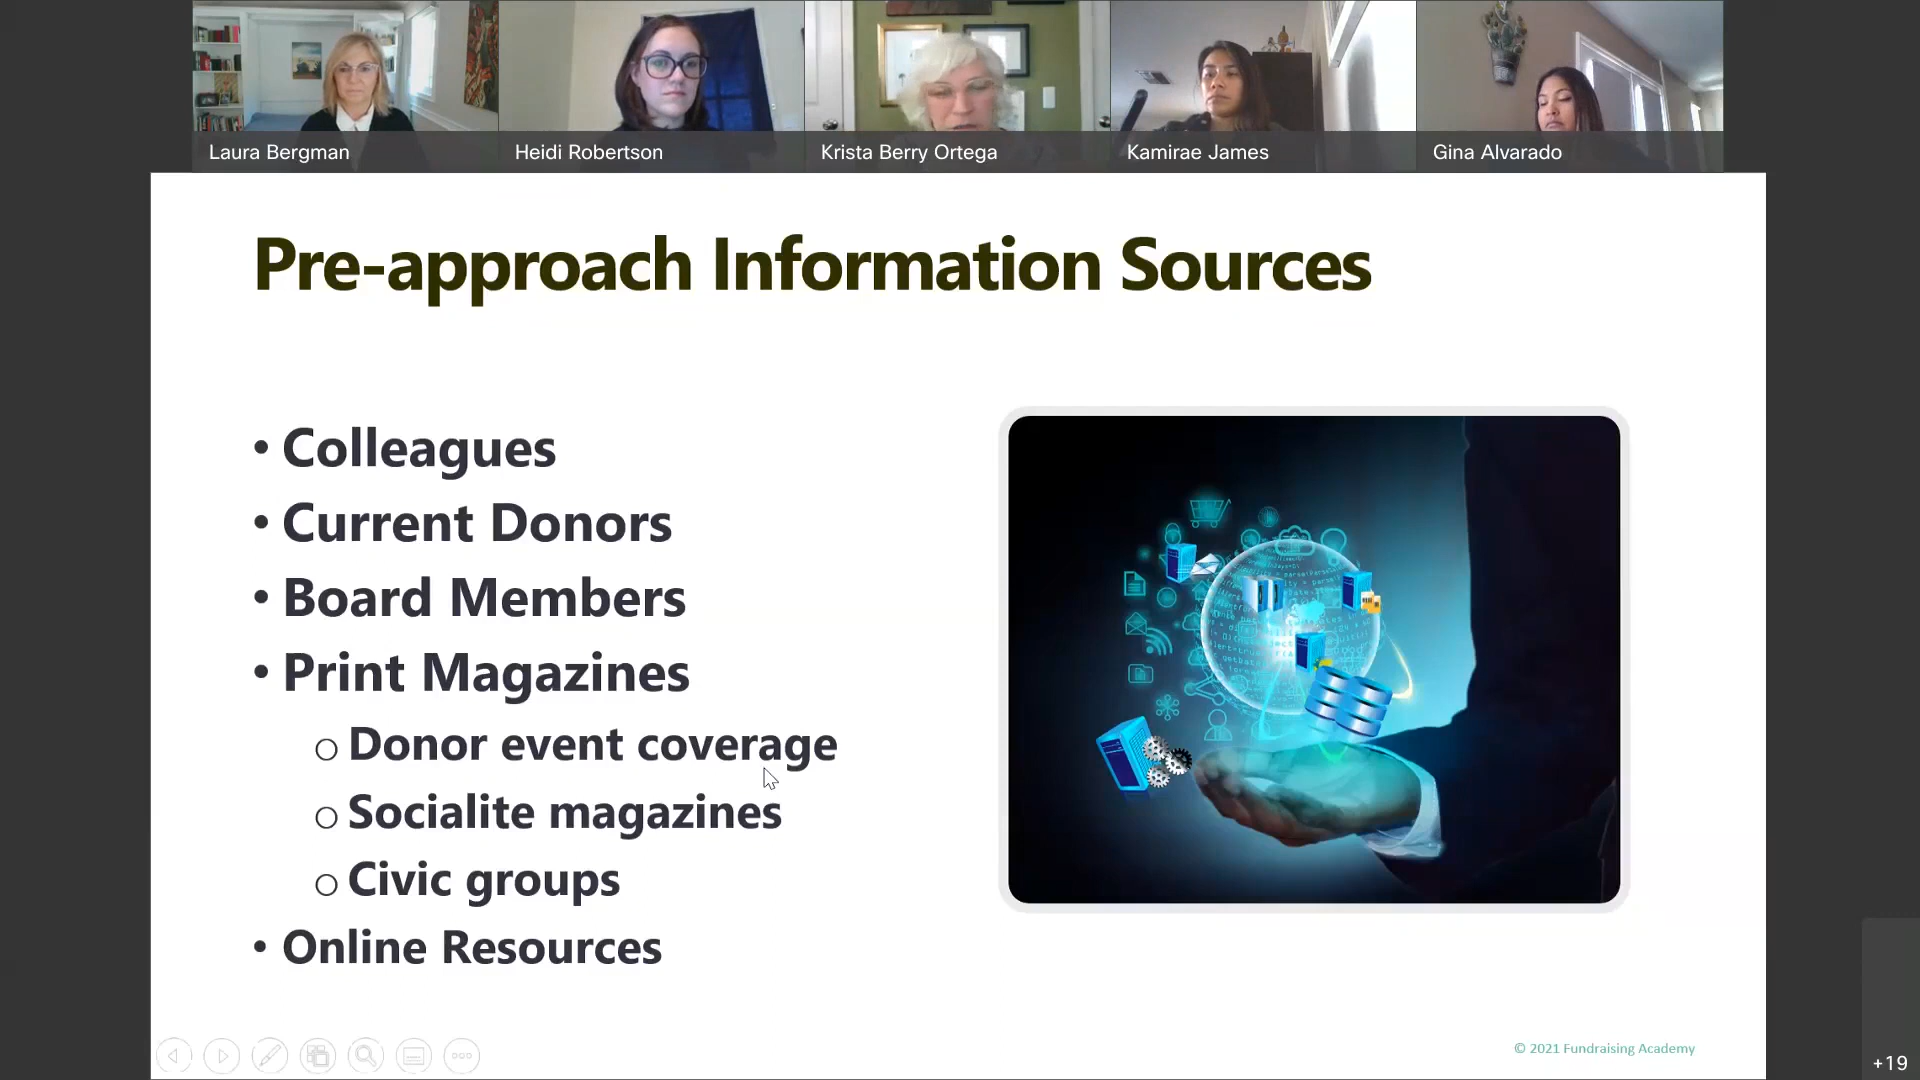 Laura Bergman
Heidi Robertson
Krista Berry Ortega
Kamirae James
Gina Alvarado
Pre-approach Information Sources
• Colleagues
• Current Donors
• Board Members
• Print Magazines
o Donor event coverage
o Socialite magazines
o Civic groups
• Online Resources
© 2021 Fundraising Academy
+19